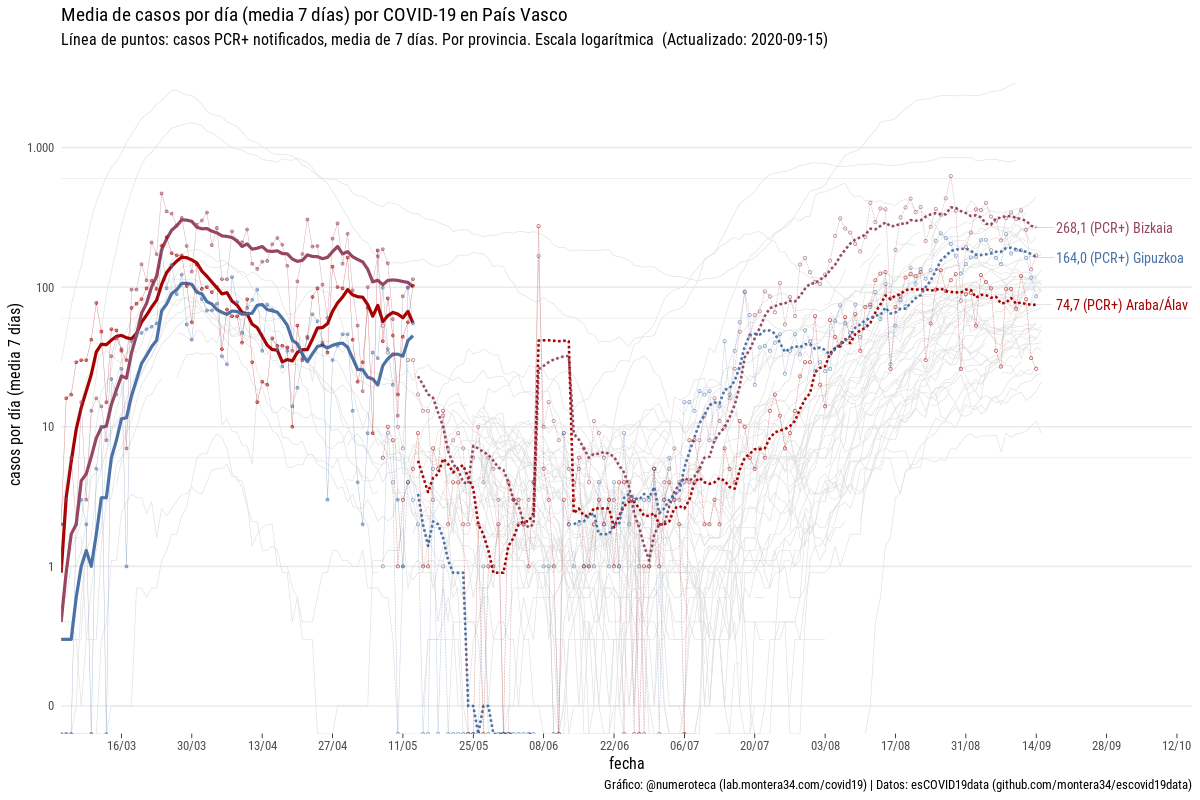 Media de casos por día (media 7 días) por COVID-19 en País Vasco
Línea de puntos: casos PCR+ notificados, media de 7 días. Por provincia. Escala logarítmica (Actualizado: 2020-09-15)
casos por día (media 7 días)
1.000
100
10
1
0
268,1 (PCR+) Bizkaia
164,0 (PCR+) Gipuzkoa
74,7 (PCR+) Araba/Álav
16/03 30/03 13/04 27/04 11/05 25/05 08/06 22/06 06/07 20/07 03/08 17/08 31/08 14/09 28/09 12/10
fecha
Gráfico: @numeroteca (lab.montera34.com/covid19) | Datos: esCOVID19data (github.com/montera34/escovid19data)